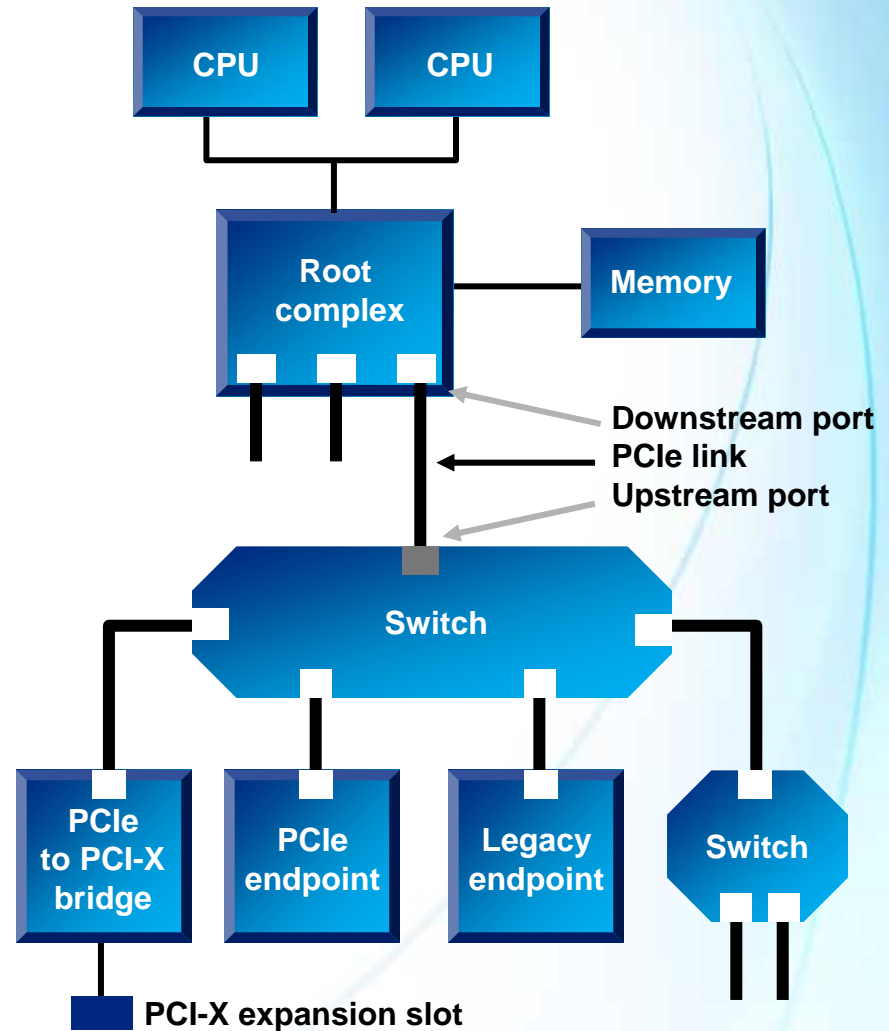 CPU
CPU
Root
complex
Memory
Downstream port
PCIe link
Upstream port
Switch
PCIe
to PCI-X
bridge
PCIe
endpoint
Legacy
endpoint
Switch
PCI-X expansion slot